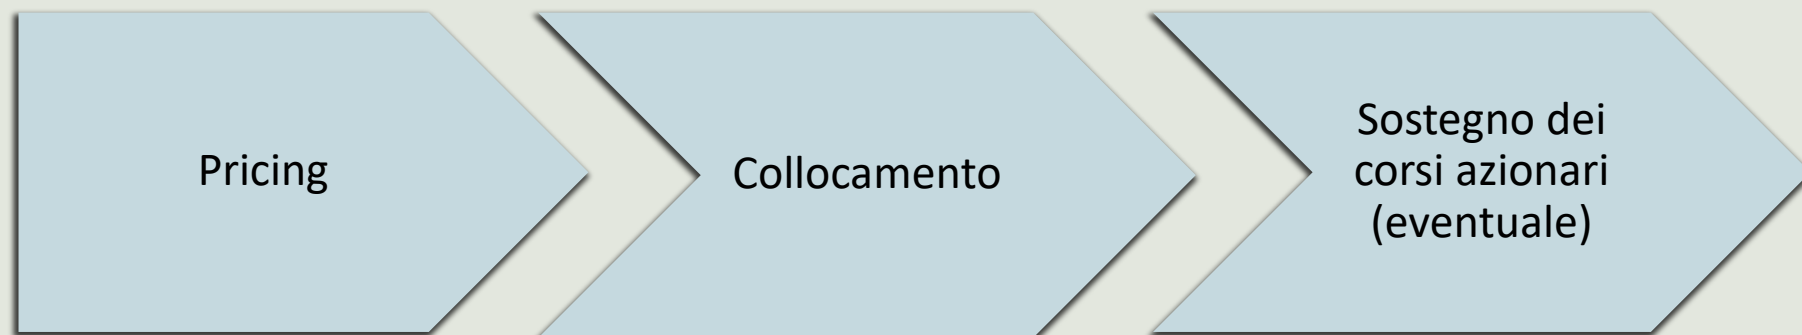 Pricing
Collocamento
Sostegno dei
corsi azionari
(eventuale)